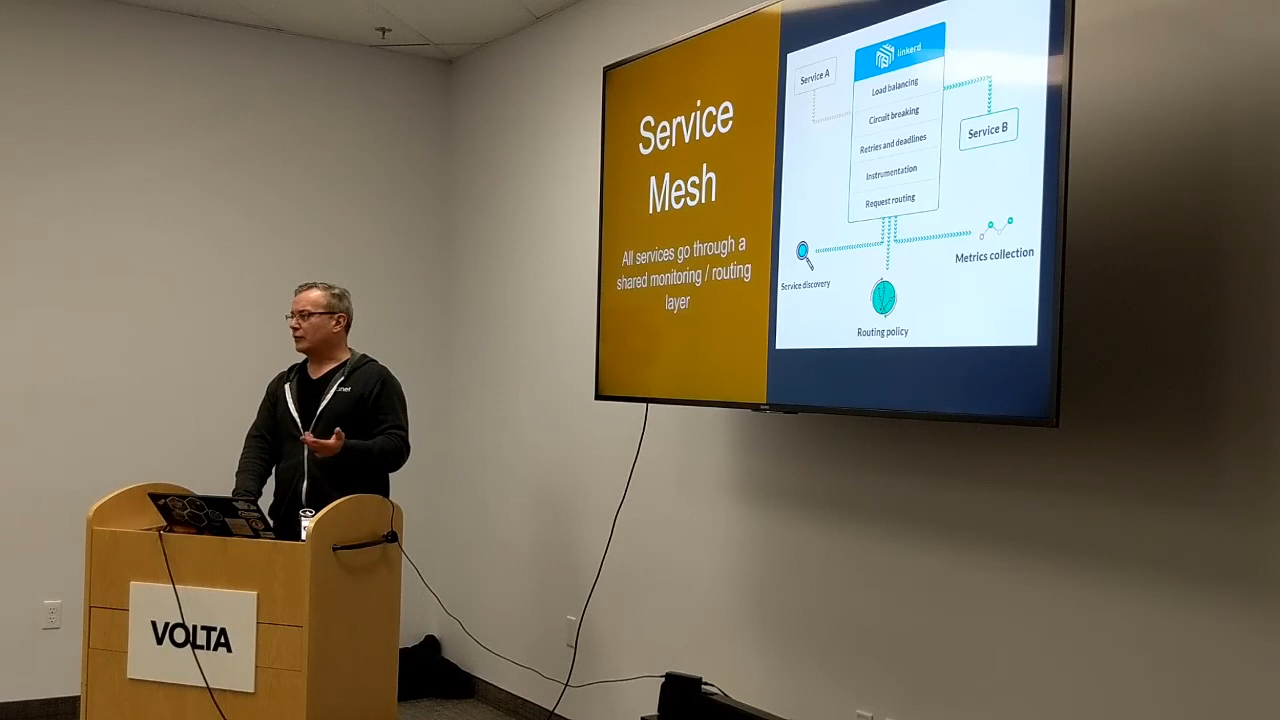 Service
Mesh
All services go through a
shared monitoring / routing
layer
linkerd
Service A
Load balancing
Circuit breaking
Service B
Retries and deadlines
Instrumentation
Request routing
Metrics collection
Service discovery
Routing policy
VOLTA